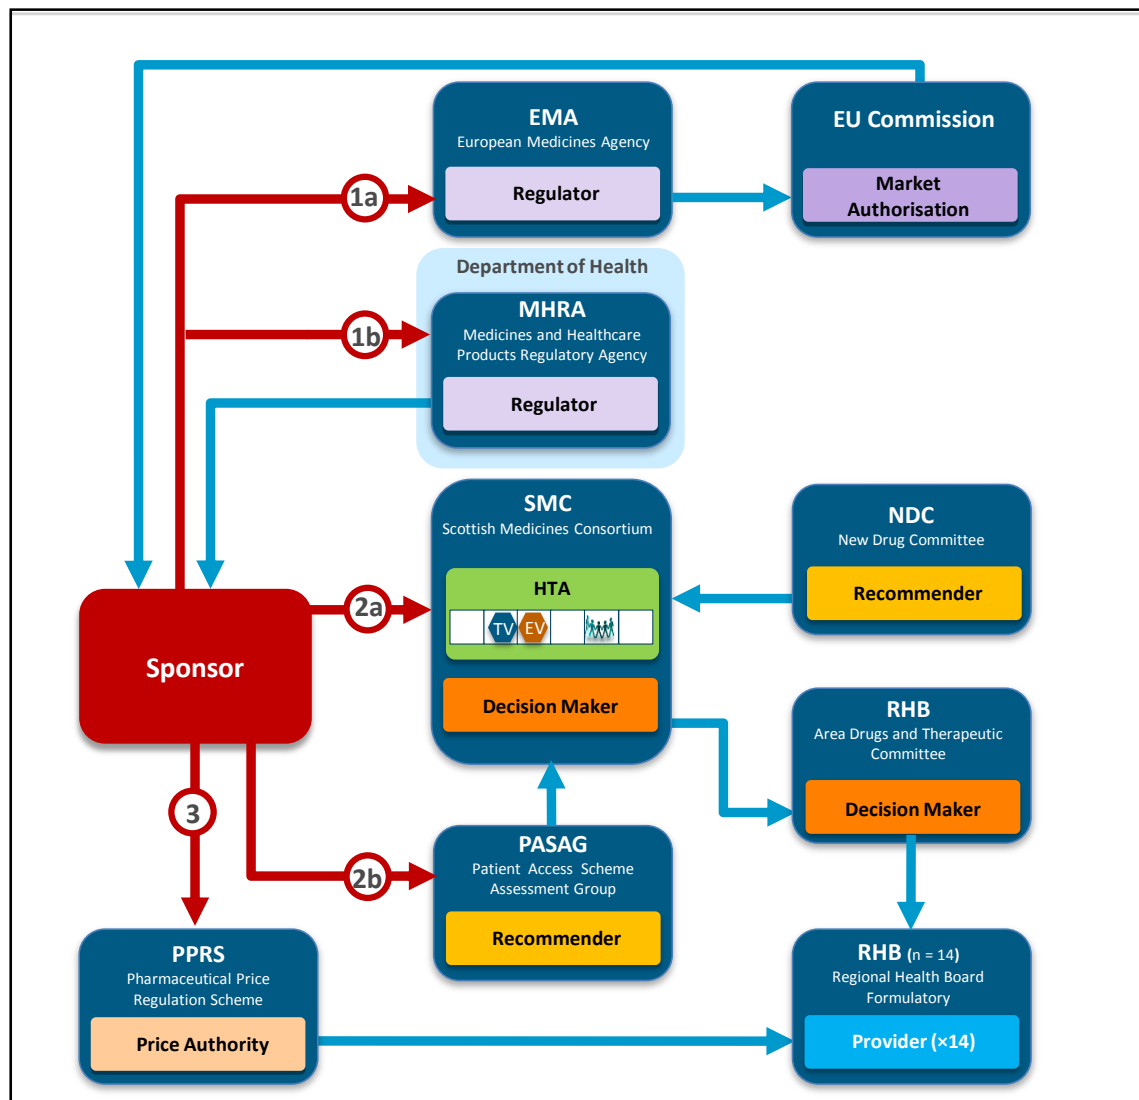 EMA
European Medicines Agency
Regulator
EU Commission
Market
Authorisation
1a
Department of Health
MHRA
Medicines and Healthcare
Products Regulatory Agency
Regulator
1b
SMC
Scottish Medicines Consortium
HTA
TV
EV
Decision Maker
NDC
New Drug Committee
Recommender
2a
Sponsor
RHB
Area Drugs and Therapeutic
Committee
Decision Maker
3
2b
PASAG
Patient Access Scheme
Assessment Group
Recommender
PPRS
Pharmaceutical Price
Regulation Scheme
Price Authority
RHB (n = 14)
Regional Health Board
Formulatory
Provider (×14)